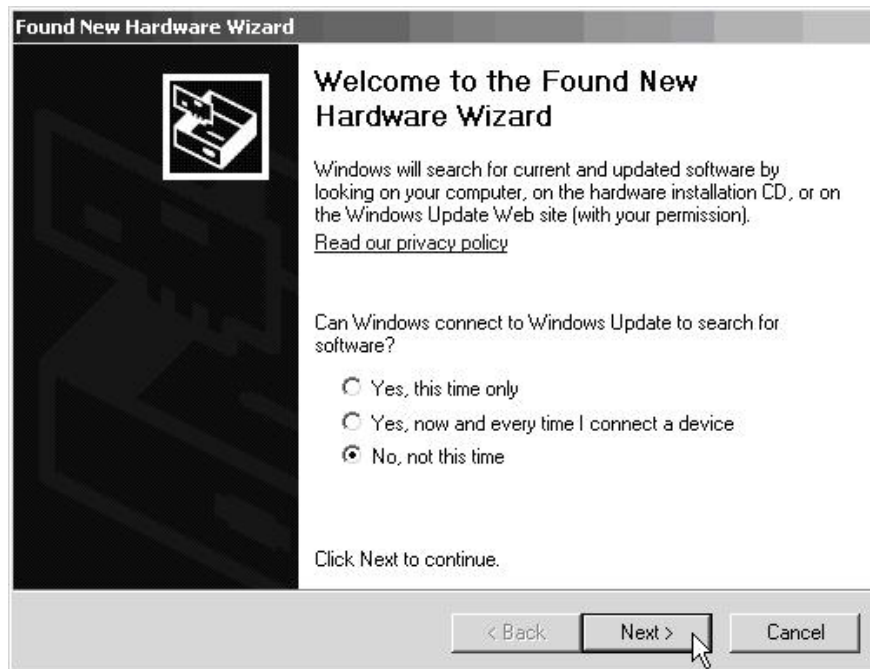 Found New Hardware Wizard
Welcome to the Found New
Hardware Wizard
Windows will search for current and updated software by
looking on your computer, on the hardware installation CD, or on
the Windows Update Web site (with your permission).
Read our privacy policy
Can Windows connect to Windows Update to search for
software?
Yes, this time only
Yes, now and every time I connect a device
No, not this time
Click Next to continue.
< Back
Next >
Cancel